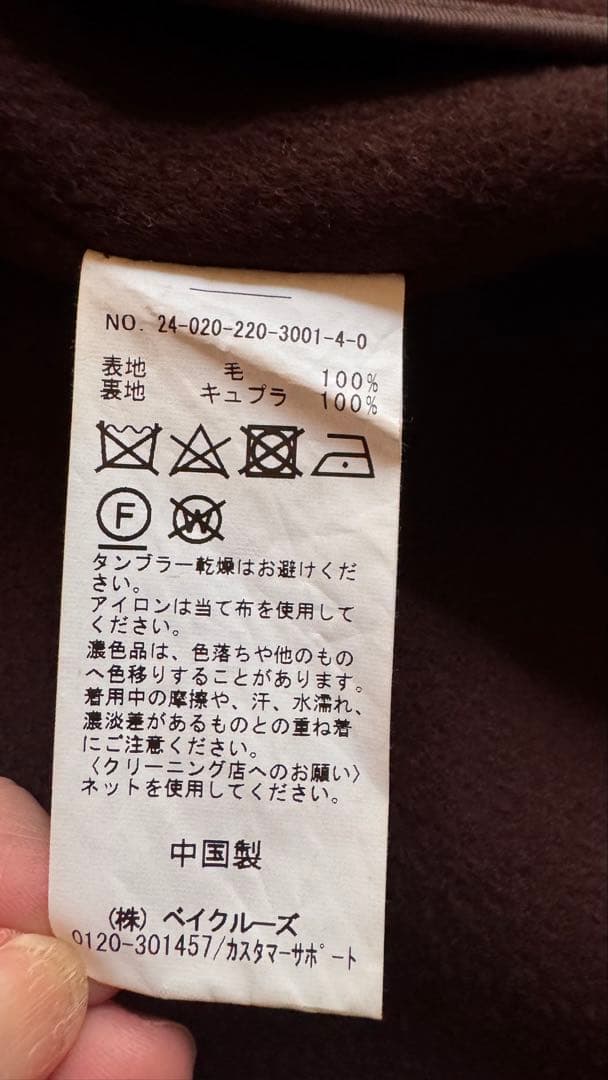 NO. 24-020-220-3001-4-0
表地 毛 100%
裏地 キュプラ 100%
F W
タンブラー乾燥はお避けくだ
さい。
アイロンは当て布を使用して
ください。
濃色品は、色落ちや他のもの
へ色移りすることがあります。
着用中の摩擦や、汗、水濡れ、
濃淡差があるものとの重ね着
にご注意ください。
〈クリーニング店へのお願い〉
ネットを使用してください。
中国製
(株) ベイクルーズ
0120-301457/カスタマーサポート